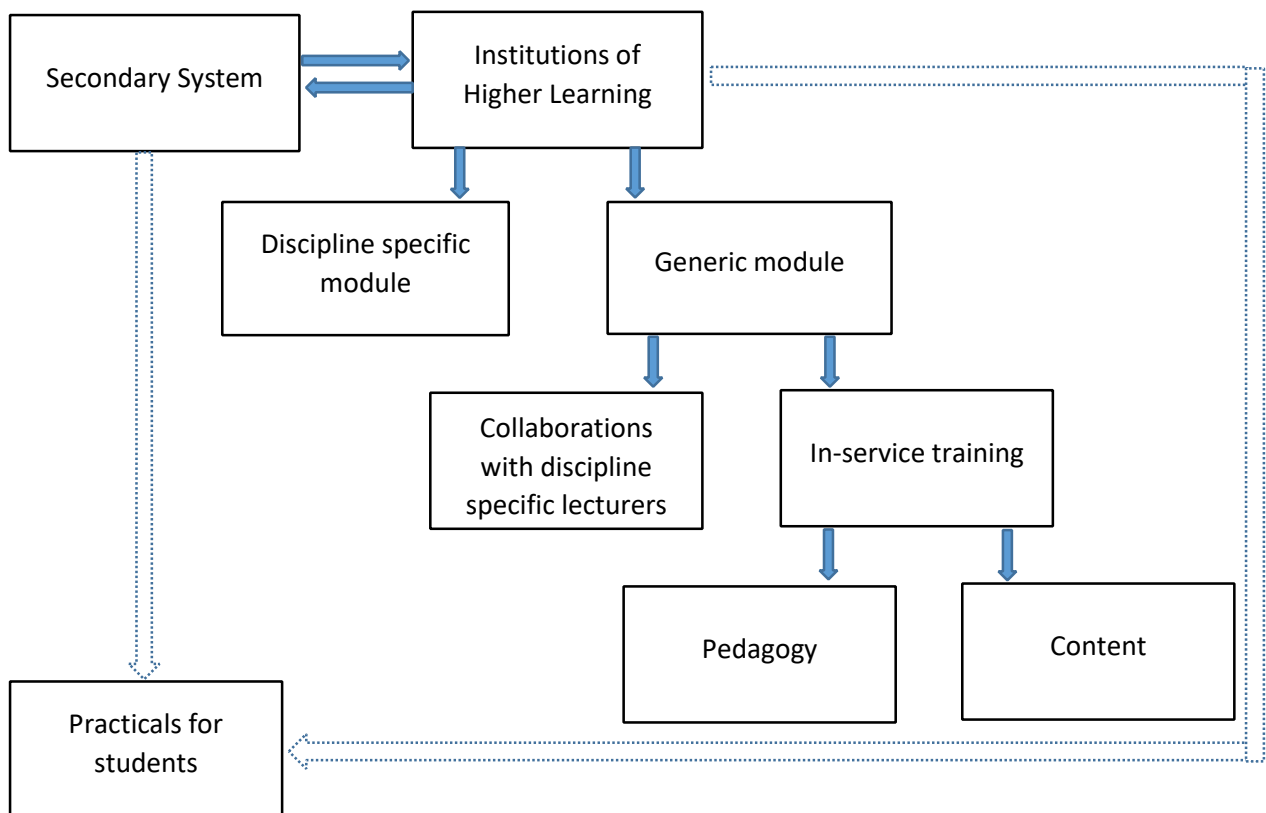 Secondary System
Institutions of
Higher Learning
Discipline specific
module
Generic module
Collaborations
with discipline
specific lecturers
In-service training
Pedagogy
Content
Practicals for
students